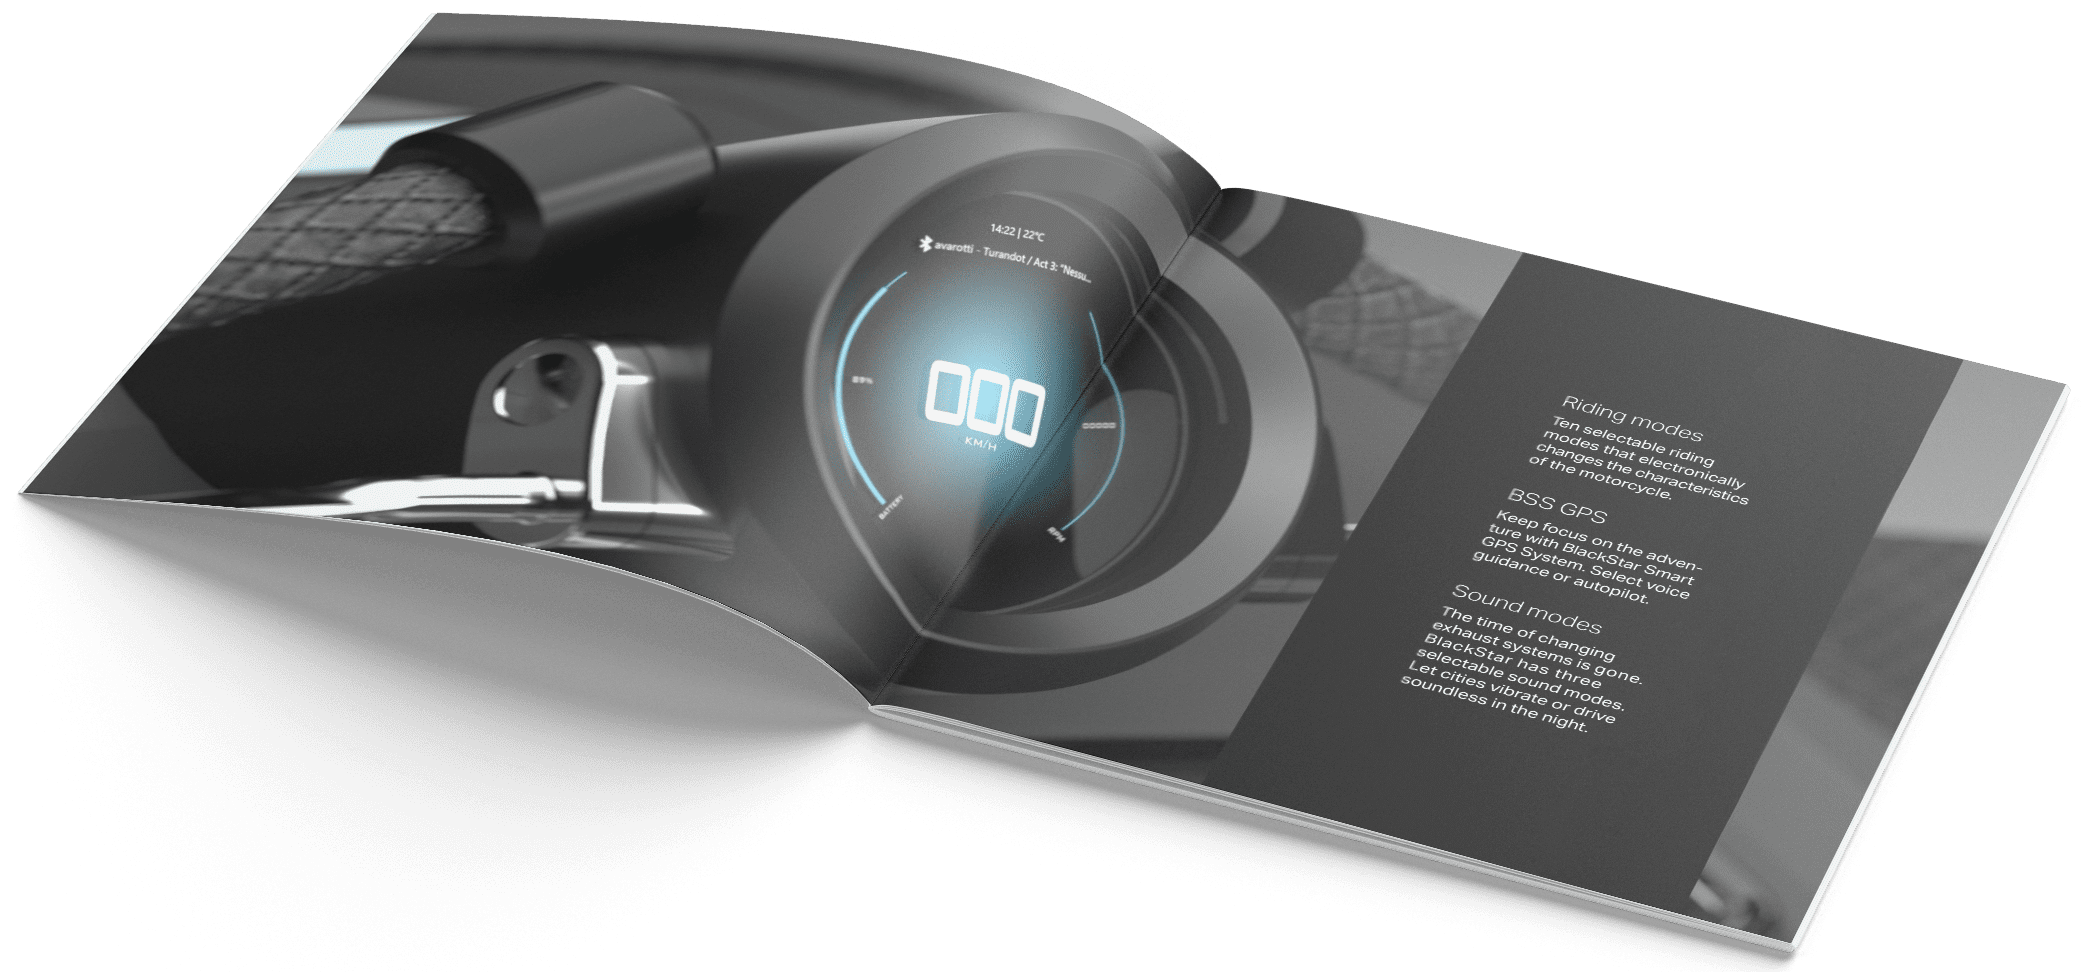 14:22 | 22°C
avarotti - Turandot / Act 3: "Nessu...
89%
000
KM/H
BATTERY
RPM
Riding modes
Ten selectable riding
modes that electronically
changes the characteristics
of the motorcycle.
BSS GPS
Keep focus on the adven-
ture with BlackStar Smart
GPS System. Select voice
guidance or autopilot.
Sound modes
The time of changing
exhaust systems is gone.
BlackStar has three
selectable sound modes.
Let cities vibrate or drive
soundless in the night.